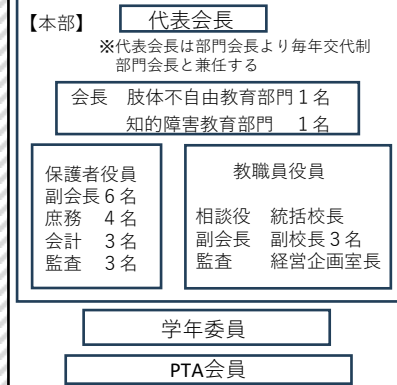 【本部】 代表会長
※代表会長は部門会長より毎年交代制
部門会長と兼任する
会長 肢体不自由教育部門1名
知的障害教育部門 1名
保護者役員
副会長6名
庶務 4名
会計 3名
監査 3名
教職員役員
相談役 統括校長
副会長 副校長3名
監査 経営企画室長
学年委員
PTA会員